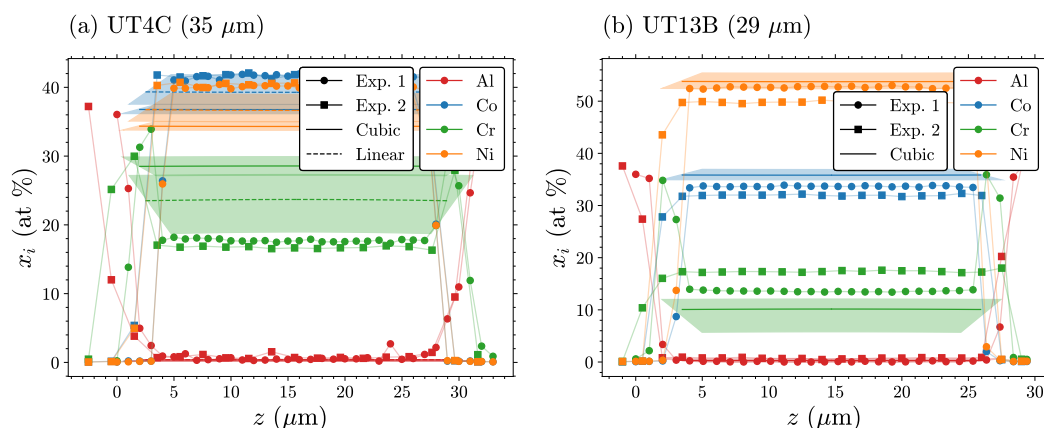 (a) UT4C (35 μm)
(b) UT13B (29 μm)
Exp. 1
Exp. 2
Cubic
Linear
Al
Co
Cr
Ni
Exp. 1
Exp. 2
Cubic
Al
Co
Cr
Ni
40
30
20
10
0
50
40
30
20
10
0
0 5 10 15 20 25 30
0 5 10 15 20 25 30
x_i (at %)
x_i (at %)
z (μm)
z (μm)